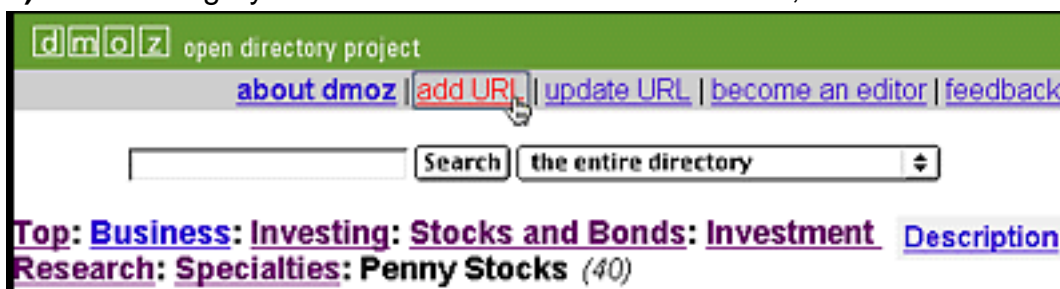 dmoz open directory project
about dmoz | add URL | update URL | become an editor | feedback
Search the entire directory
Top: Business: Investing: Stocks and Bonds: Investment Description
Research: Specialties: Penny Stocks (40)